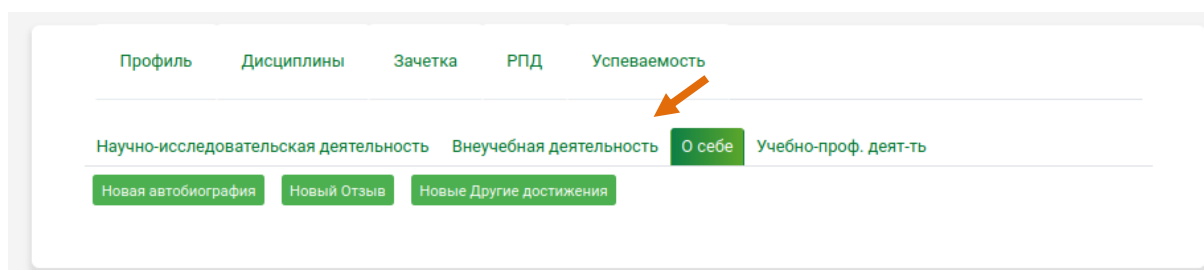 Профиль Дисциплины Зачетка РПД Успеваемость
Научно-исследовательская деятельность Внеучебная деятельность О себе Учебно-проф. деят-ть
Новая автобиография Новый Отзыв Новые Другие достижения